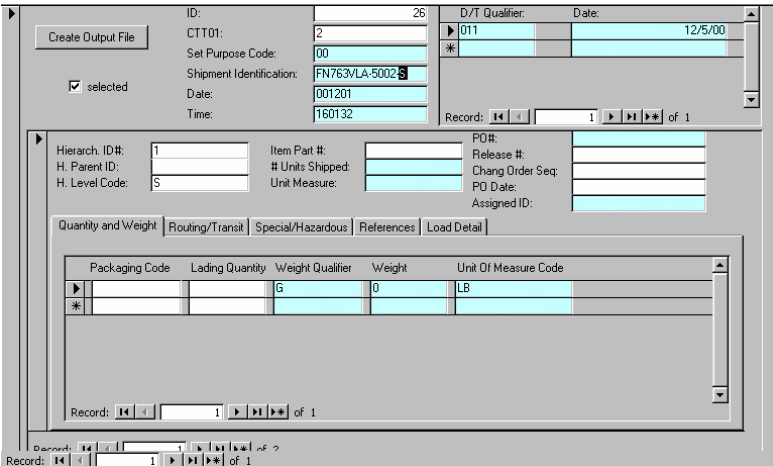 ID: 26
D/T Qualifier: Date:
Create Output File
CTT01: 2
011 12/5/00
Set Purpose Code: 00
Shipment Identification: FN763VLA-5002-S
selected
Date: 001201
Time: 160132
Record: 1 of 1
Hierarch. ID#: 1
H. Parent ID:
H. Level Code: S
Item Part #:
# Units Shipped:
Unit Measure:
PO#:
Release #:
Chang Order Seq:
PO Date:
Assigned ID:
Quantity and Weight Routing/Transit Special/Hazardous References Load Detail
Packaging Code Lading Quantity Weight Qualifier Weight Unit Of Measure Code
G 0 LB
Record: 1 of 1
Record: 1 of 2
Record: 1 of 1